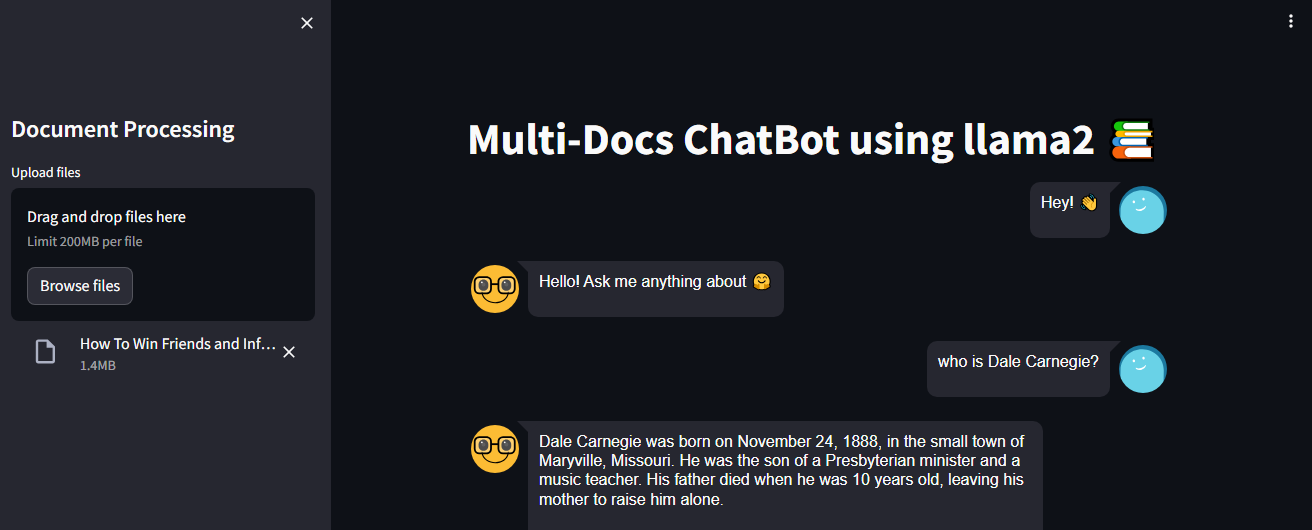 Document Processing
Upload files
Drag and drop files here
Limit 200MB per file
Browse files
How To Win Friends and Inf...
1.4MB
Multi-Docs ChatBot using llama2 📚
Hey! 👋
Hello! Ask me anything about 🤗
who is Dale Carnegie?
Dale Carnegie was born on November 24, 1888, in the small town of
Maryville, Missouri. He was the son of a Presbyterian minister and a
music teacher. His father died when he was 10 years old, leaving his
mother to raise him alone.